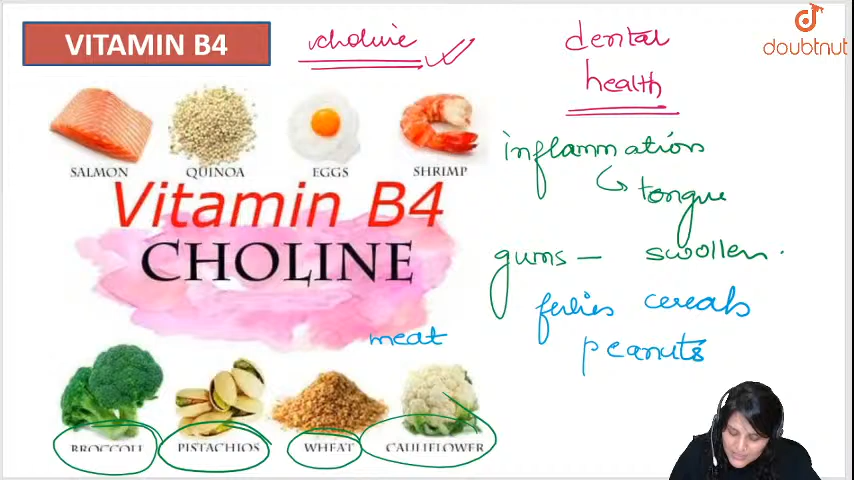 VITAMIN B4
choline
dental
health
doubtnut
SALMON
QUINOA
EGGS
SHRIMP
inflammation
tongue
Vitamin B4
CHOLINE
gums — swollen.
cereals
meat
peanuts
BROCCOLI
PISTACHIOS
WHEAT
CAULIFLOWER